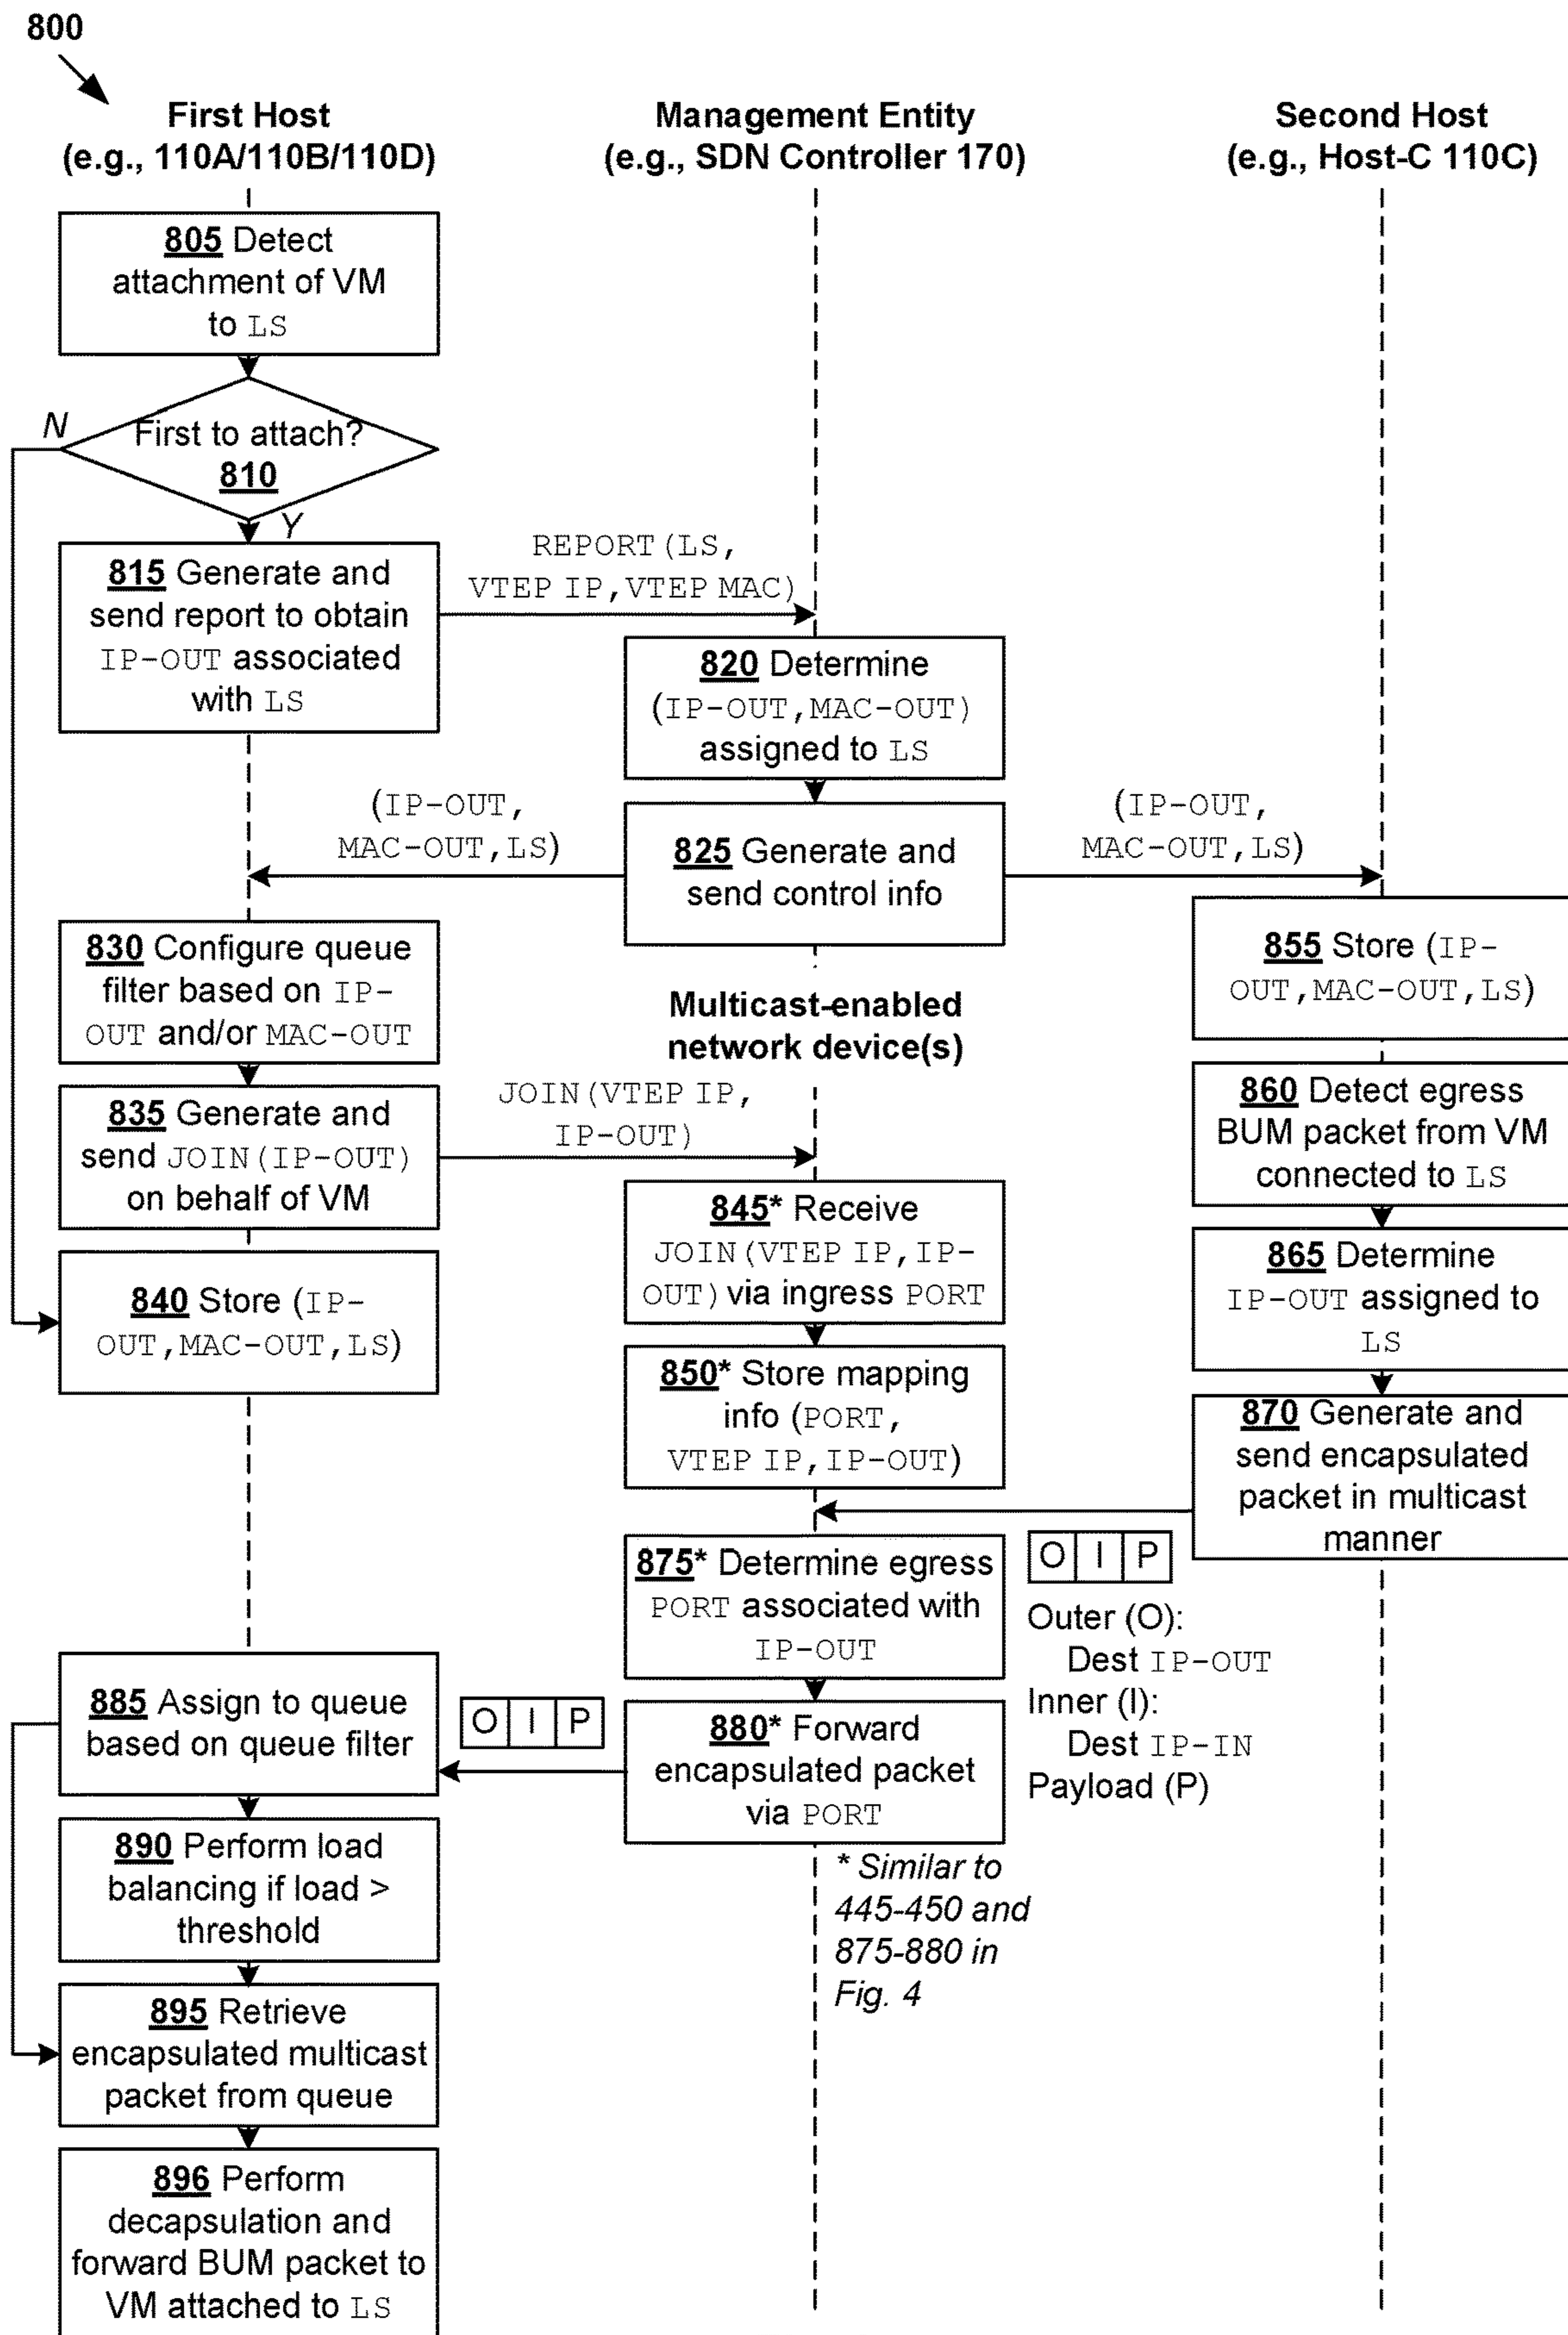 800
First Host
(e.g., 110A/110B/110D)
Management Entity
(e.g., SDN Controller 170)
Second Host
(e.g., Host-C 110C)
805 Detect
attachment of VM
to LS
N
First to attach?
810
Y
815 Generate and
send report to obtain
IP-OUT associated
with LS
REPORT(LS,
VTEP IP,VTEP MAC)
820 Determine
(IP-OUT,MAC-OUT)
assigned to LS
(IP-OUT,
MAC-OUT,LS)
825 Generate and
send control info
(IP-OUT,
MAC-OUT,LS)
830 Configure queue
filter based on IP-
OUT and/or MAC-OUT
Multicast-enabled
network device(s)
855 Store (IP-
OUT,MAC-OUT,LS)
835 Generate and
send JOIN(IP-OUT)
on behalf of VM
JOIN(VTEP IP,
IP-OUT)
860 Detect egress
BUM packet from VM
connected to LS
840 Store (IP-
OUT,MAC-OUT,LS)
845* Receive
JOIN(VTEP IP,IP-
OUT) via ingress PORT
865 Determine
IP-OUT assigned to
LS
850* Store mapping
info (PORT,
VTEP IP,IP-OUT)
870 Generate and
send encapsulated
packet in multicast
manner
875* Determine egress
PORT associated with
IP-OUT
O I P
Outer (O):
Dest IP-OUT
Inner (I):
Dest IP-IN
Payload (P)
885 Assign to queue
based on queue filter
O I P
880* Forward
encapsulated packet
via PORT
890 Perform load
balancing if load >
threshold
* Similar to
445-450 and
875-880 in
Fig. 4
895 Retrieve
encapsulated multicast
packet from queue
896 Perform
decapsulation and
forward BUM packet to
VM attached to LS